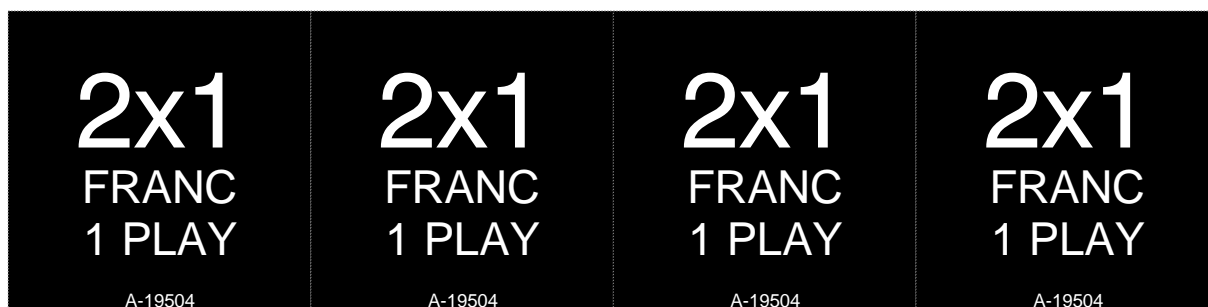 2x1 2x1 2x1 2x1
FRANC FRANC FRANC FRANC
1 PLAY 1 PLAY 1 PLAY 1 PLAY
A-19504 A-19504 A-19504 A-19504